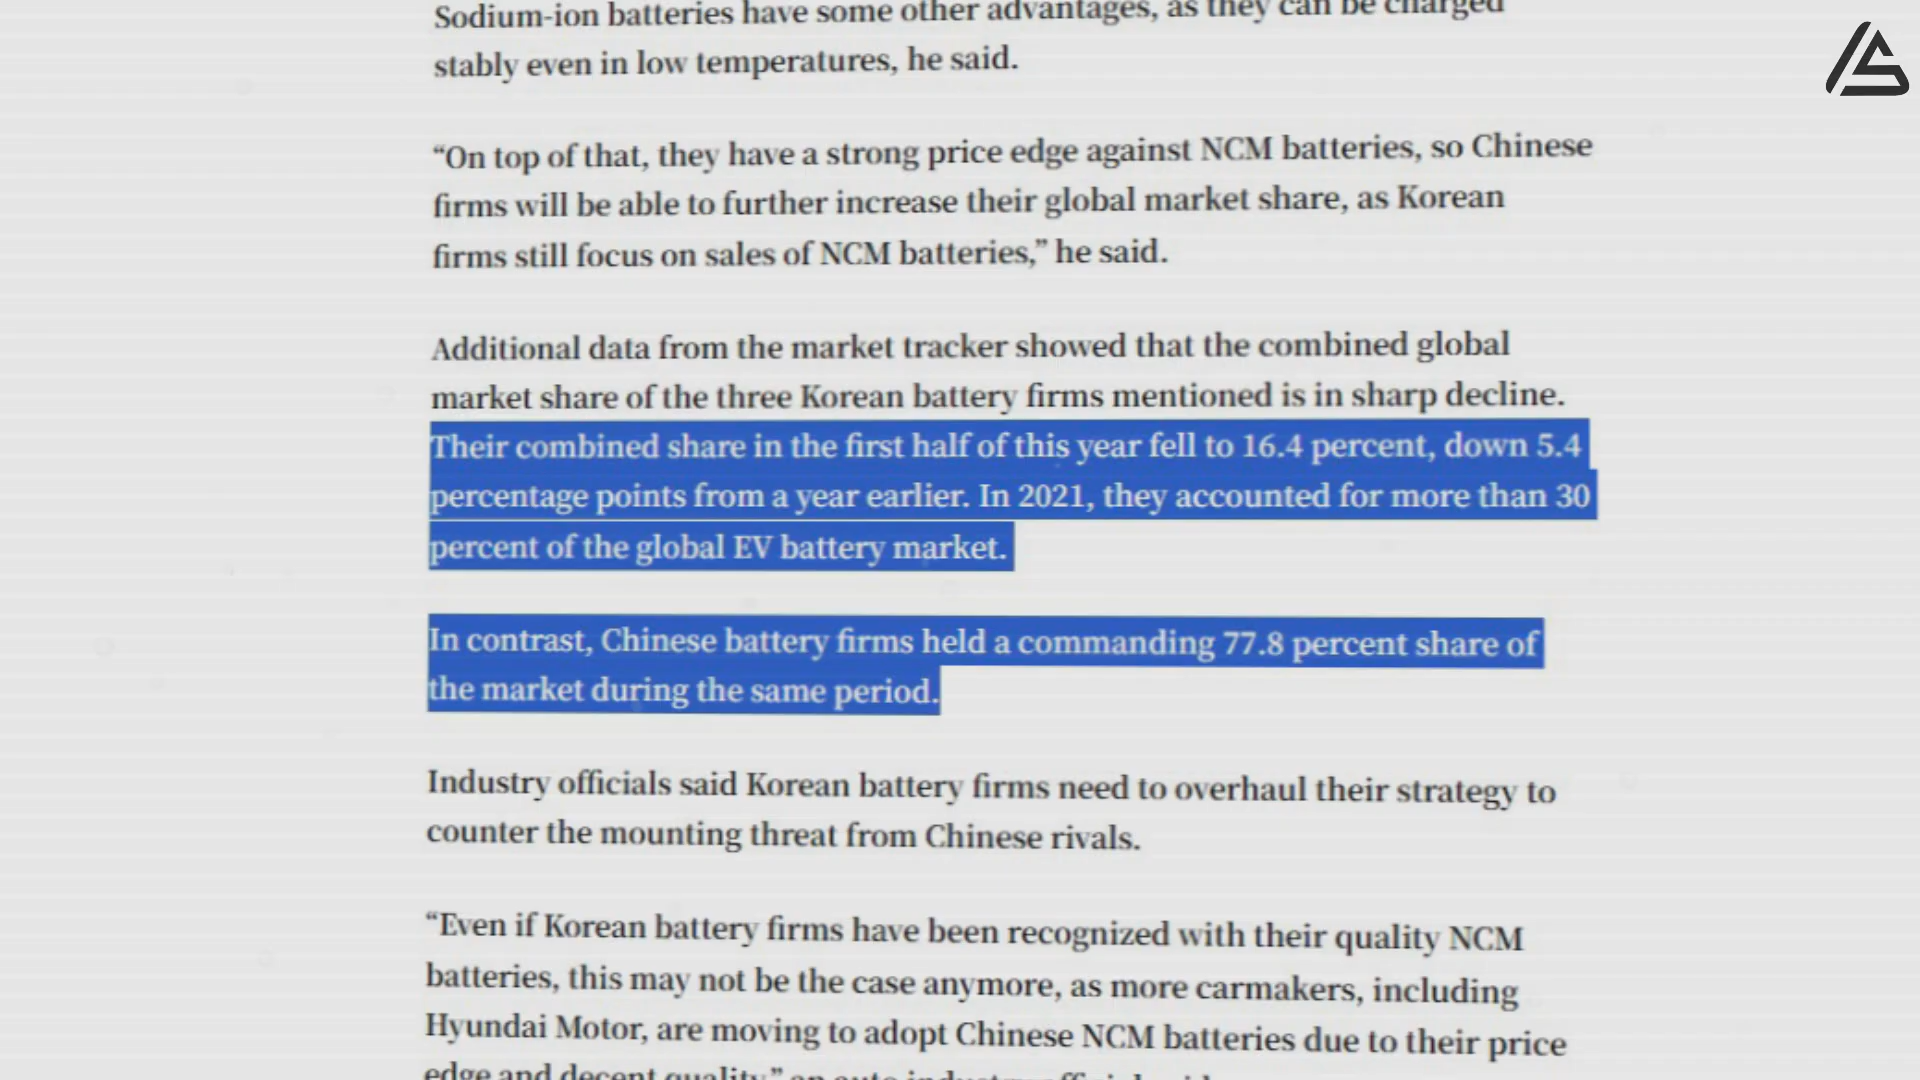 Sodium-ion batteries have some other advantages, as they can be charged
stably even in low temperatures, he said.
“On top of that, they have a strong price edge against NCM batteries, so Chinese
firms will be able to further increase their global market share, as Korean
firms still focus on sales of NCM batteries,” he said.
Additional data from the market tracker showed that the combined global
market share of the three Korean battery firms mentioned is in sharp decline.
Their combined share in the first half of this year fell to 16.4 percent, down 5.4
percentage points from a year earlier. In 2021, they accounted for more than 30
percent of the global EV battery market.
In contrast, Chinese battery firms held a commanding 77.8 percent share of
the market during the same period.
Industry officials said Korean battery firms need to overhaul their strategy to
counter the mounting threat from Chinese rivals.
“Even if Korean battery firms have been recognized with their quality NCM
batteries, this may not be the case anymore, as more carmakers, including
Hyundai Motor, are moving to adopt Chinese NCM batteries due to their price
edge and decent quality,” an auto industry official